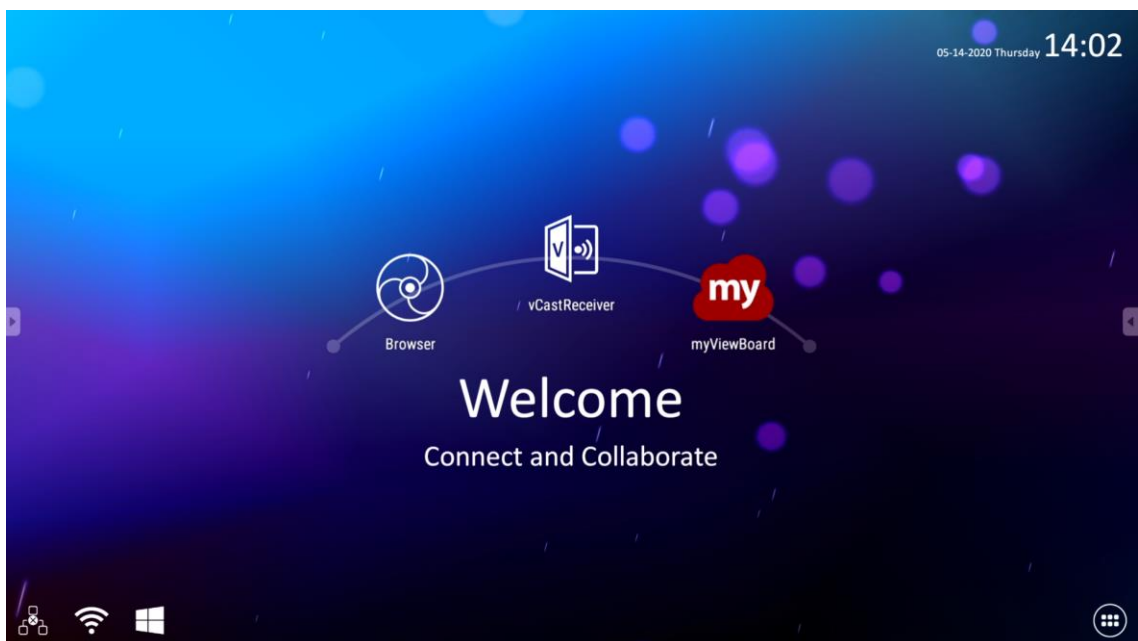 05-14-2020 Thursday 14:02
V
vCastReceiver
my
Browser
myViewBoard
Welcome
Connect and Collaborate